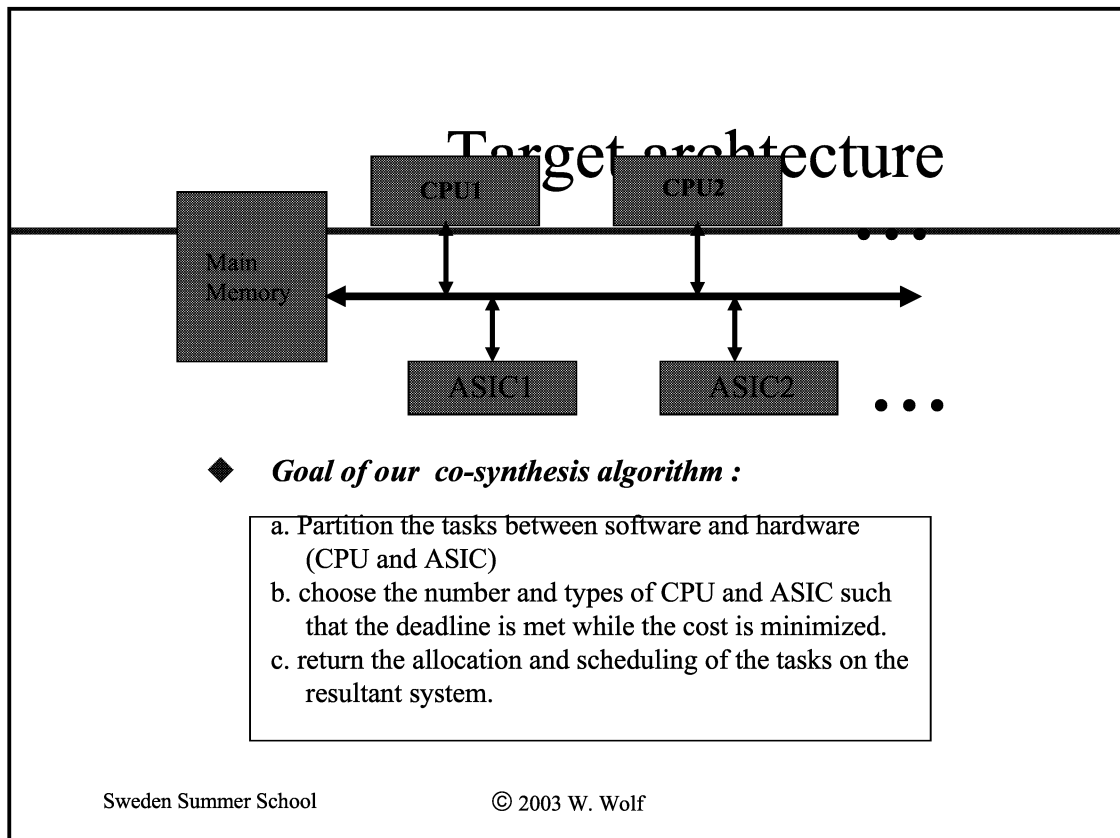 Target archtecture
CPU1
CPU2
Main
Memory
• • •
ASIC1
ASIC2
• • •
Goal of our co-synthesis algorithm :
a. Partition the tasks between software and hardware
(CPU and ASIC)
b. choose the number and types of CPU and ASIC such
that the deadline is met while the cost is minimized.
c. return the allocation and scheduling of the tasks on the
resultant system.
Sweden Summer School
© 2003 W. Wolf